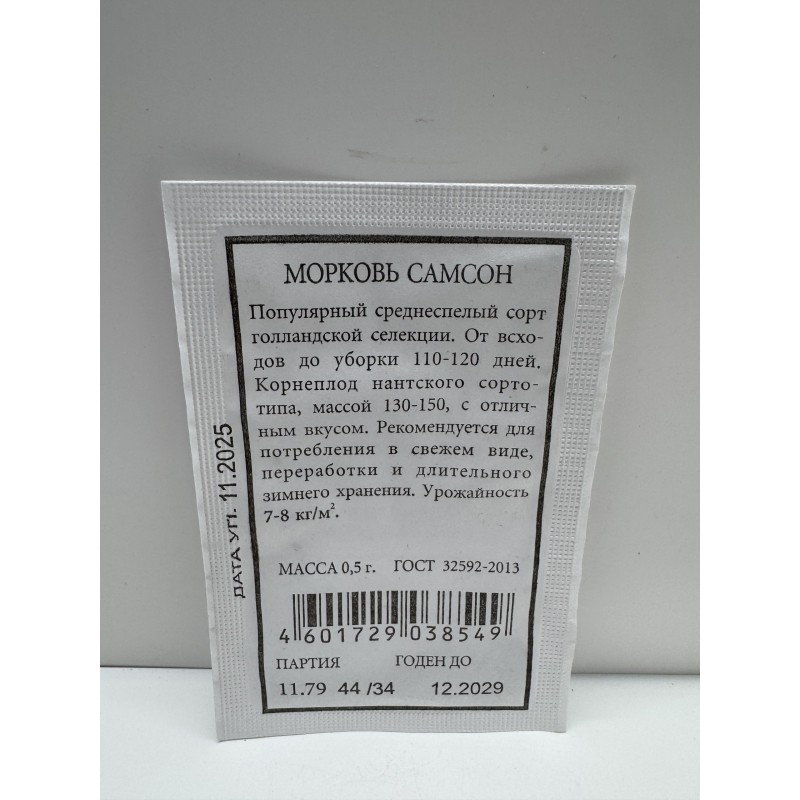 МОРКОВЬ САМСОН
Популярный среднеспелый сорт
голландской селекции. От всхо-
дов до уборки 110-120 дней.
Корнеплод нантского сорто-
типа, массой 130-150, с отлич-
ным вкусом. Рекомендуется для
потребления в свежем виде,
переработки и длительного
зимнего хранения. Урожайность
7-8 кг/м².
МАССА 0,5 г. ГОСТ 32592-2013
4 601729 038549
ПАРТИЯ ГОДЕН ДО
11.79 44 /34 12.2029
ДАТА УП. 11.2025